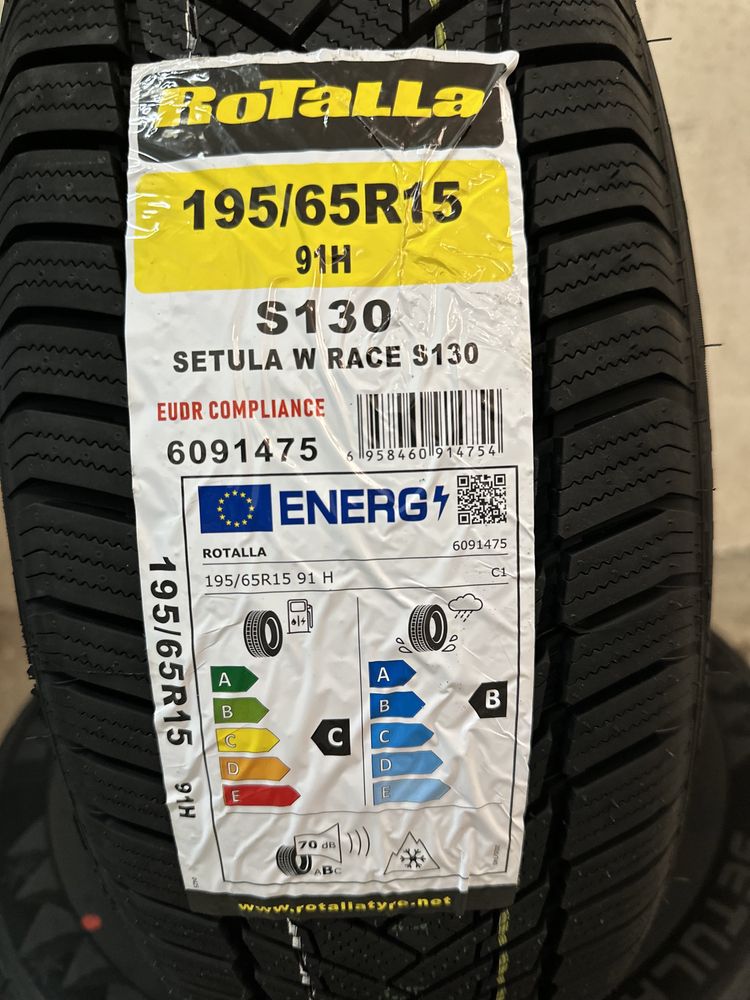 RoTaLLa
195/65R15
91H
S130
SETULA W RACE S130
EUDR COMPLIANCE
6091475
6 958460 914754
ENERG
ROTALLA
6091475
195/65R15 91 H
C1
A
B
C
D
E
C
A
B
C
D
E
B
70 dB
ABC
195/65R15
91H
www.rotallatyre.net